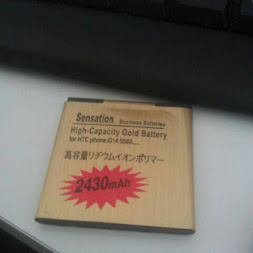 Sensation
Business Batteries
High-Capacity Gold Battery
for HTC phone:G14 S560.....
高容量リチウムイオンポリマー
2430mAh